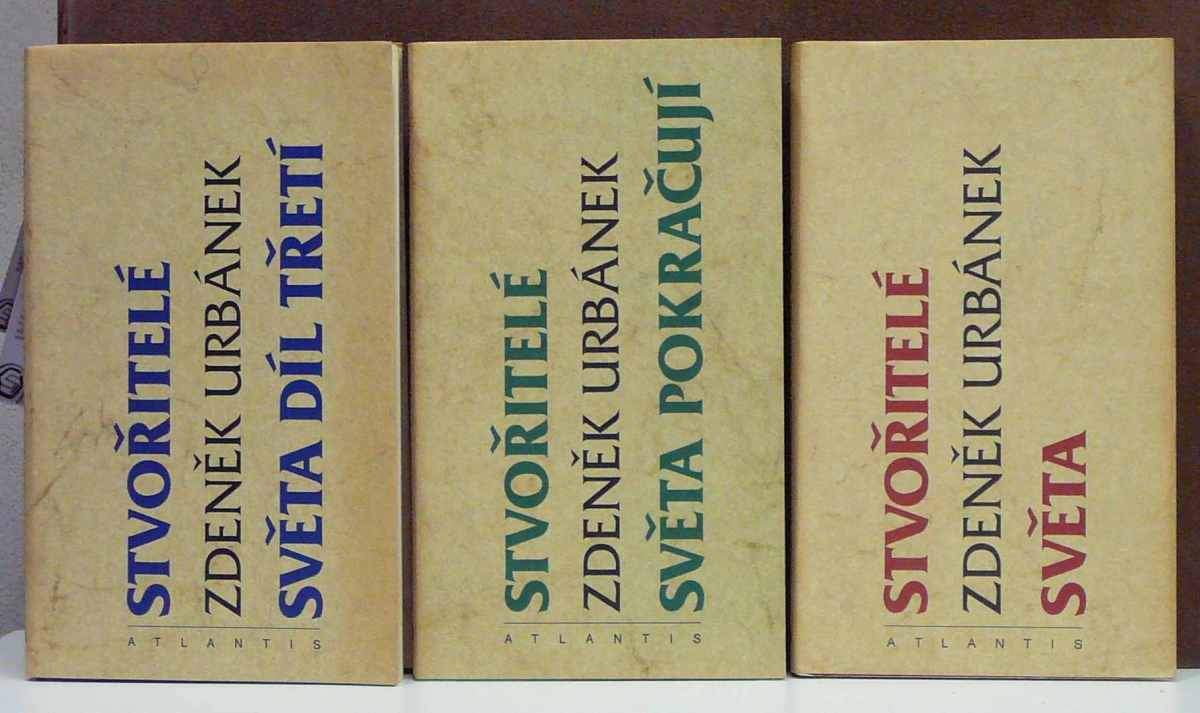 STVOŘITELÉ
ZDENĚK URBÁNEK
SVĚTA DÍL TŘETÍ
ATLANTIS
STVOŘITELÉ
ZDENĚK URBÁNEK
SVĚTA POKRAČUJÍ
ATLANTIS
STVOŘITELÉ
ZDENĚK URBÁNEK
SVĚTA
ATLANTIS